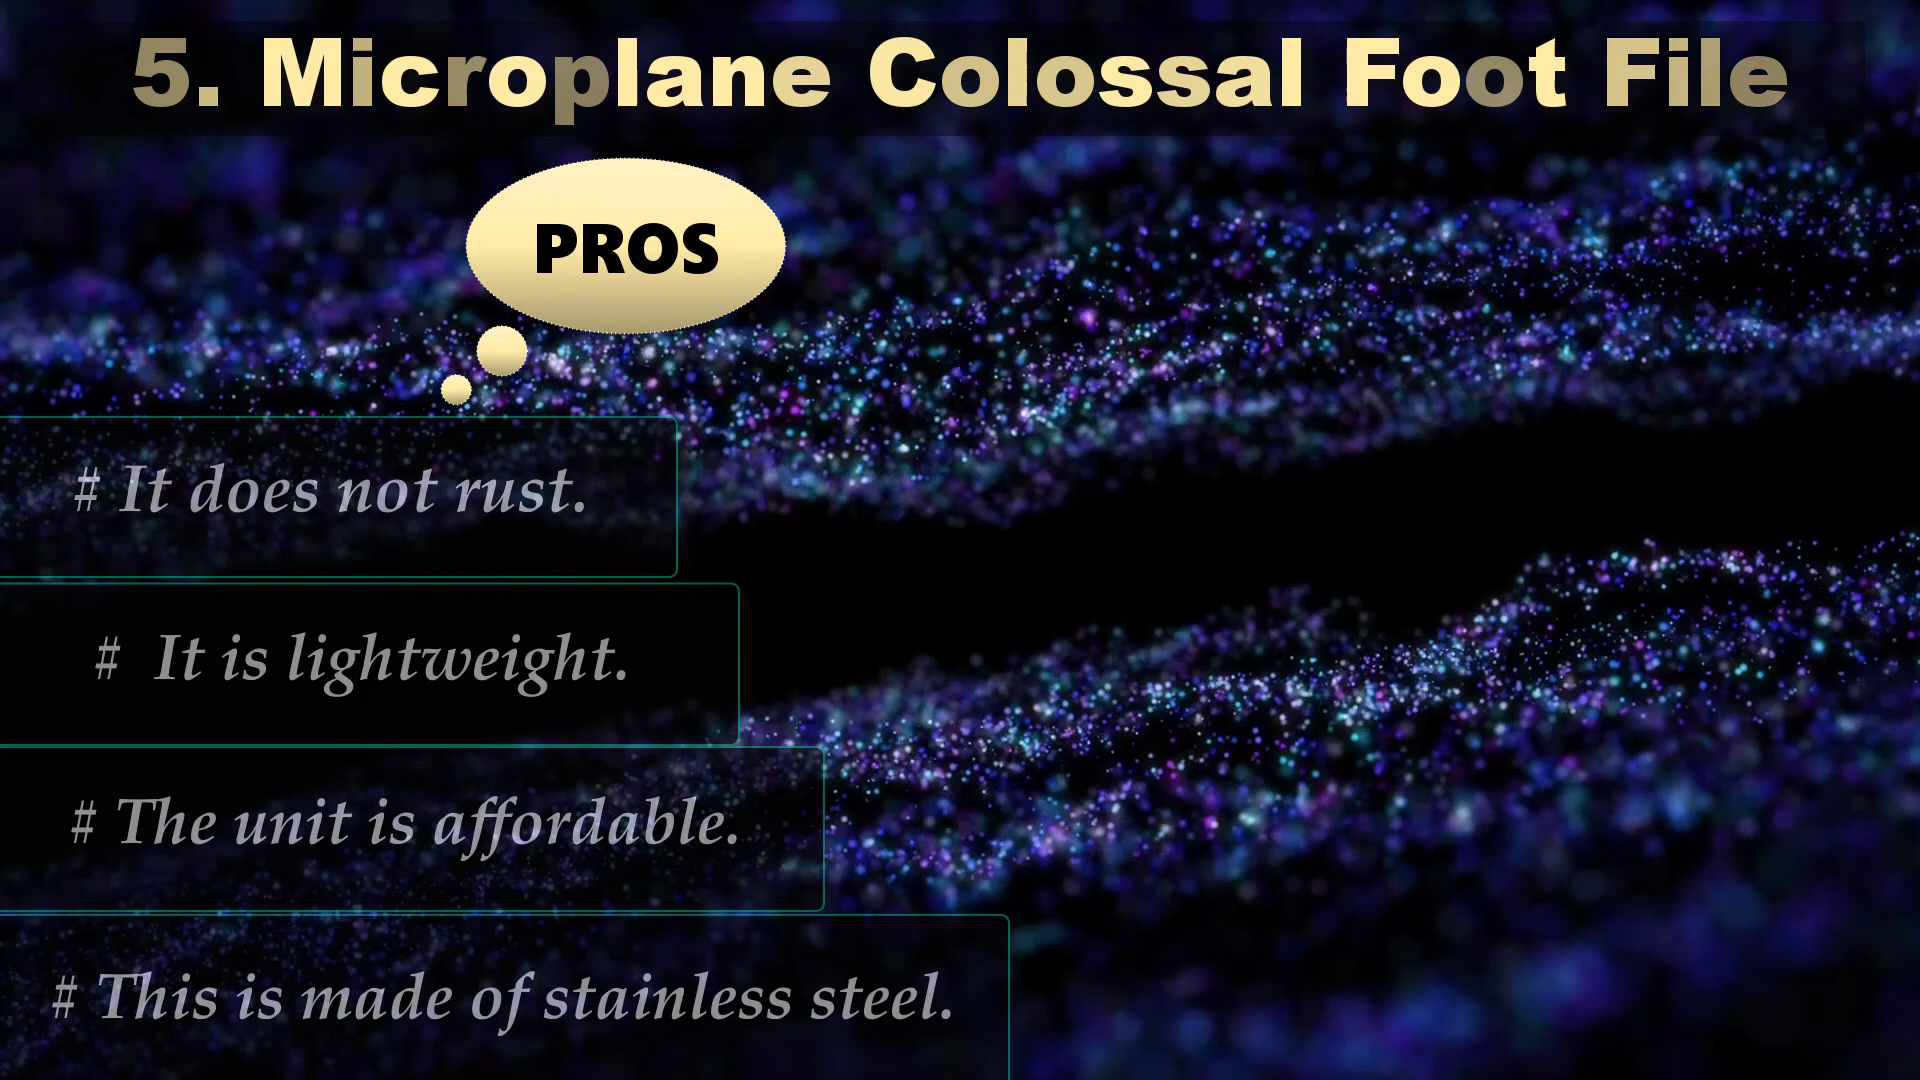 5. Microplane Colossal Foot File
PROS
# It does not rust.
# It is lightweight.
# The unit is affordable.
# This is made of stainless steel.